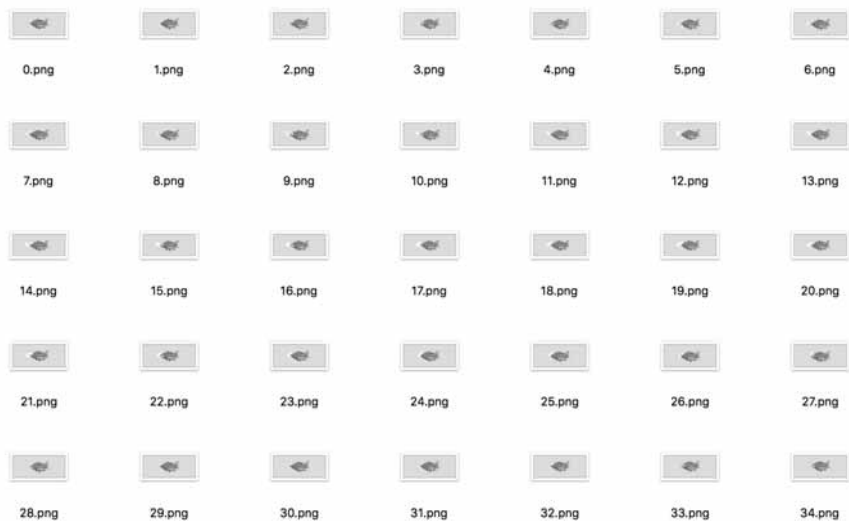 0.png 1.png 2.png 3.png 4.png 5.png 6.png
7.png 8.png 9.png 10.png 11.png 12.png 13.png
14.png 15.png 16.png 17.png 18.png 19.png 20.png
21.png 22.png 23.png 24.png 25.png 26.png 27.png
28.png 29.png 30.png 31.png 32.png 33.png 34.png